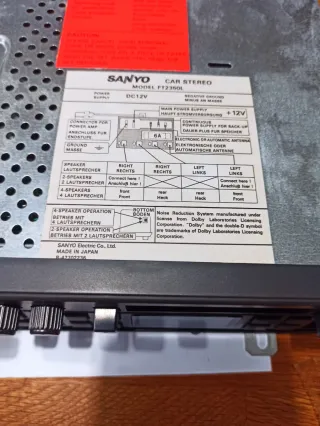 SANYO CAR STEREO
MODEL FT2350L
POWER SUPPLY DC12V NEGATIVE GROUND MINUS EN MASSE
MAIN POWER SUPPLY
HAUPT-STROMVERSORGUNG +12V
CONNECTOR FOR
POWER AMP
ANSCHLUSS FÜR
ENDSTUFE
CONTINUOUS
POWER SUPPLY FOR BACK-UP
DAUER PLUS FUR SPEICHER
6A
ELECTRONIC OR AUTOMATIC ANTENNA
ELEKTRONISCHE ODER
AUTOMATISCHE ANTENNE
GROUND
MASSE
SPEAKER RIGHT RIGHT LEFT LEFT
LAUTSPRECHER RECHTS RECHTS LINKS LINKS
2-SPEAKERS Connect here ! Connect here !
2 LAUTSPRECHER Anschluß hier ! Anschluß hier !
4-SPEAKERS front rear rear front
4 LAUTSPRECHER Front Heck Heck Front
4-SPEAKER OPERATION
BETRIEB MIT
4 LAUTSPRECHERN
BOTTOM
BODEN
2-SPEAKER OPERATION
BETRIEB MIT 2 LAUTSPRECHERN
Noise Reduction System manufactured under
license from Dolby Laboratories Licensing
Corporation. "Dolby" and the double-D symbol
are trademarks of Dolby Laboratories Licensing
Corporation.
SANYO Electric Co., Ltd.
MADE IN JAPAN